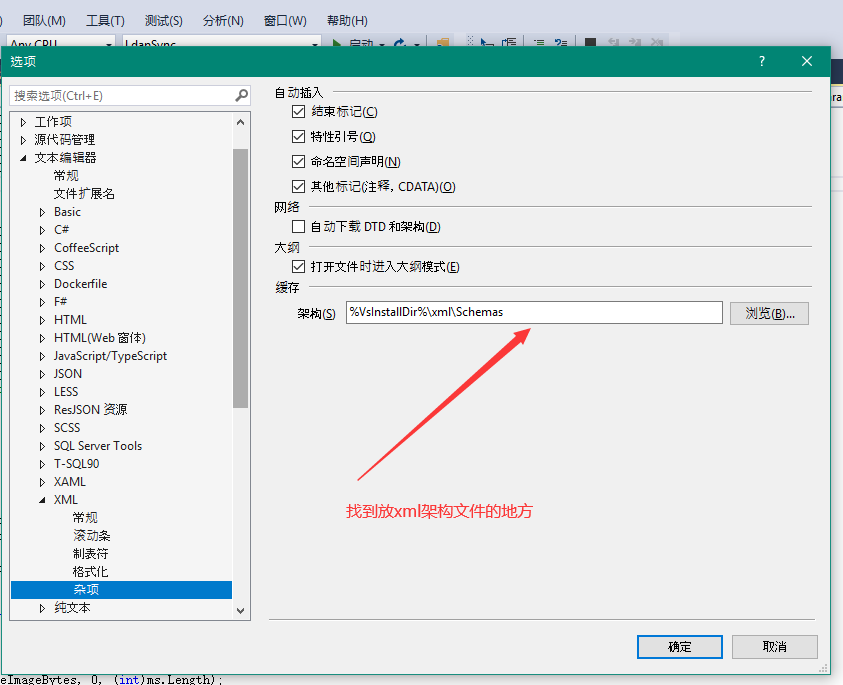 ) 团队(M) 工具(T) 测试(S) 分析(N) 窗口(W) 帮助(H)
Any CPU LdapSync 启动
选项 ?
搜索选项(Ctrl+E)
工作项
源代码管理
文本编辑器
常规
文件扩展名
Basic
C#
CoffeeScript
CSS
Dockerfile
F#
HTML
HTML(Web 窗体)
JavaScript/TypeScript
JSON
LESS
ResJSON 资源
SCSS
SQL Server Tools
T-SQL90
XAML
XML
常规
滚动条
制表符
格式化
杂项
纯文本
自动插入
结束标记(C)
特性引号(Q)
命名空间声明(N)
其他标记(注释, CDATA)(O)
网络
自动下载 DTD 和架构(D)
大纲
打开文件时进入大纲模式(E)
缓存
架构(S) %VsInstallDir%\xml\Schemas 浏览(B)...
找到放xml架构文件的地方
确定 取消
ra
eImageBytes, 0, (int)ms.Length);